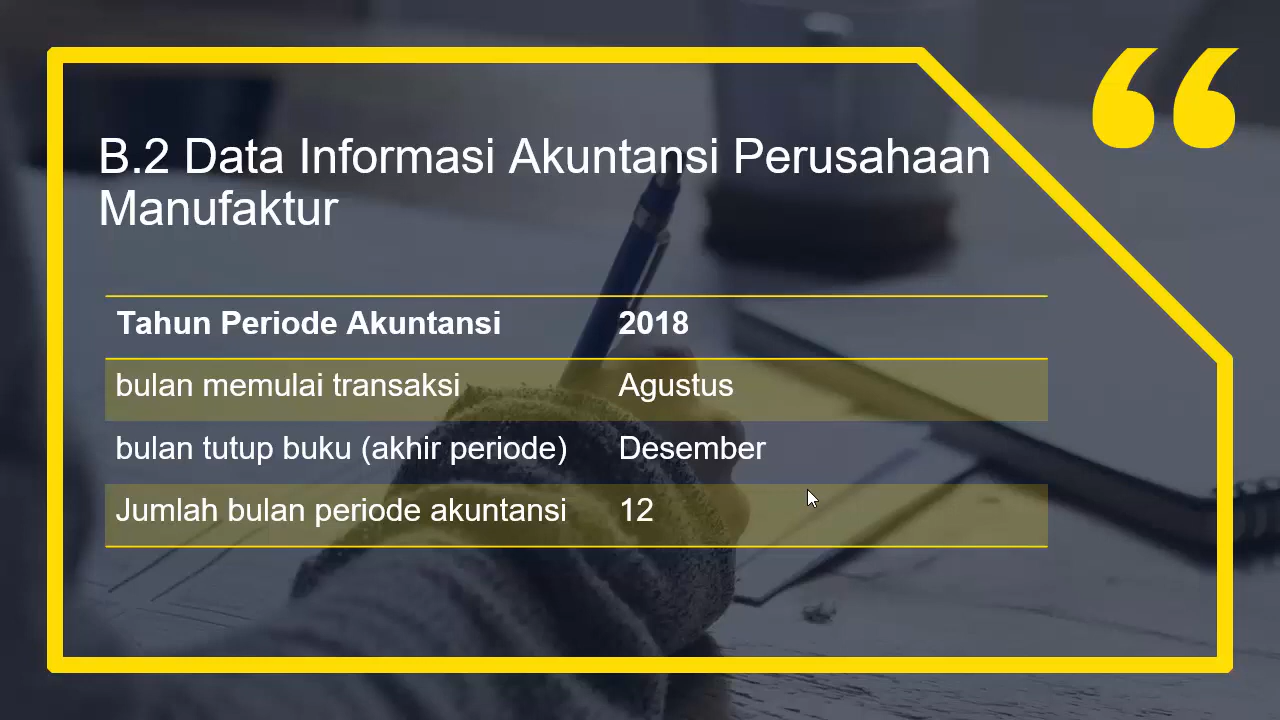 B.2 Data Informasi Akuntansi Perusahaan
Manufaktur
Tahun Periode Akuntansi 2018
bulan memulai transaksi Agustus
bulan tutup buku (akhir periode) Desember
Jumlah bulan periode akuntansi 12